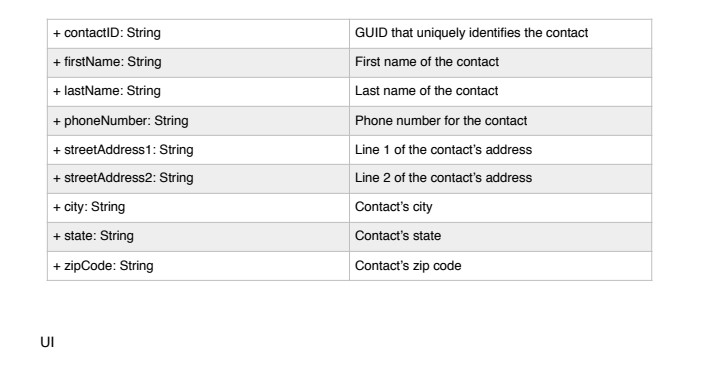 + contactID: String GUID that uniquely identifies the contact
+ firstName: String First name of the contact
+ lastName: String Last name of the contact
+ phoneNumber: String Phone number for the contact
+ streetAddress1: String Line 1 of the contact's address
+ streetAddress2: String Line 2 of the contact's address
+ city: String Contact's city
+ state: String Contact's state
+ zipCode: String Contact's zip code
UI